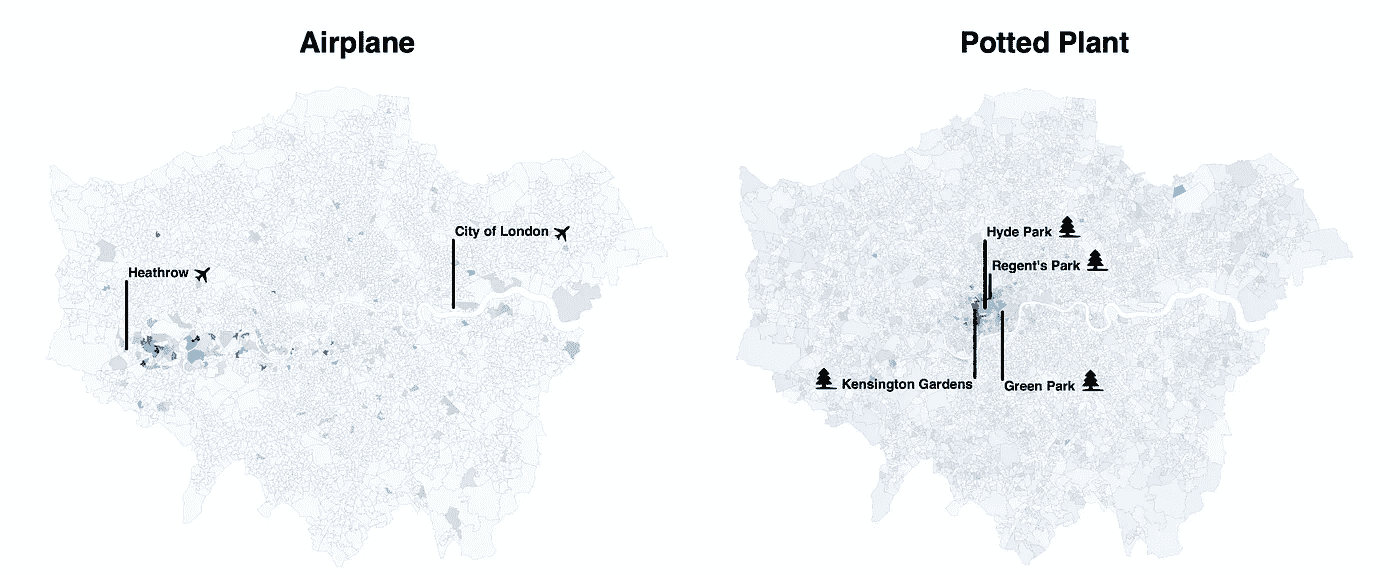 Airplane
Potted Plant
City of London
Heathrow
Hyde Park
Regent's Park
Kensington Gardens
Green Park